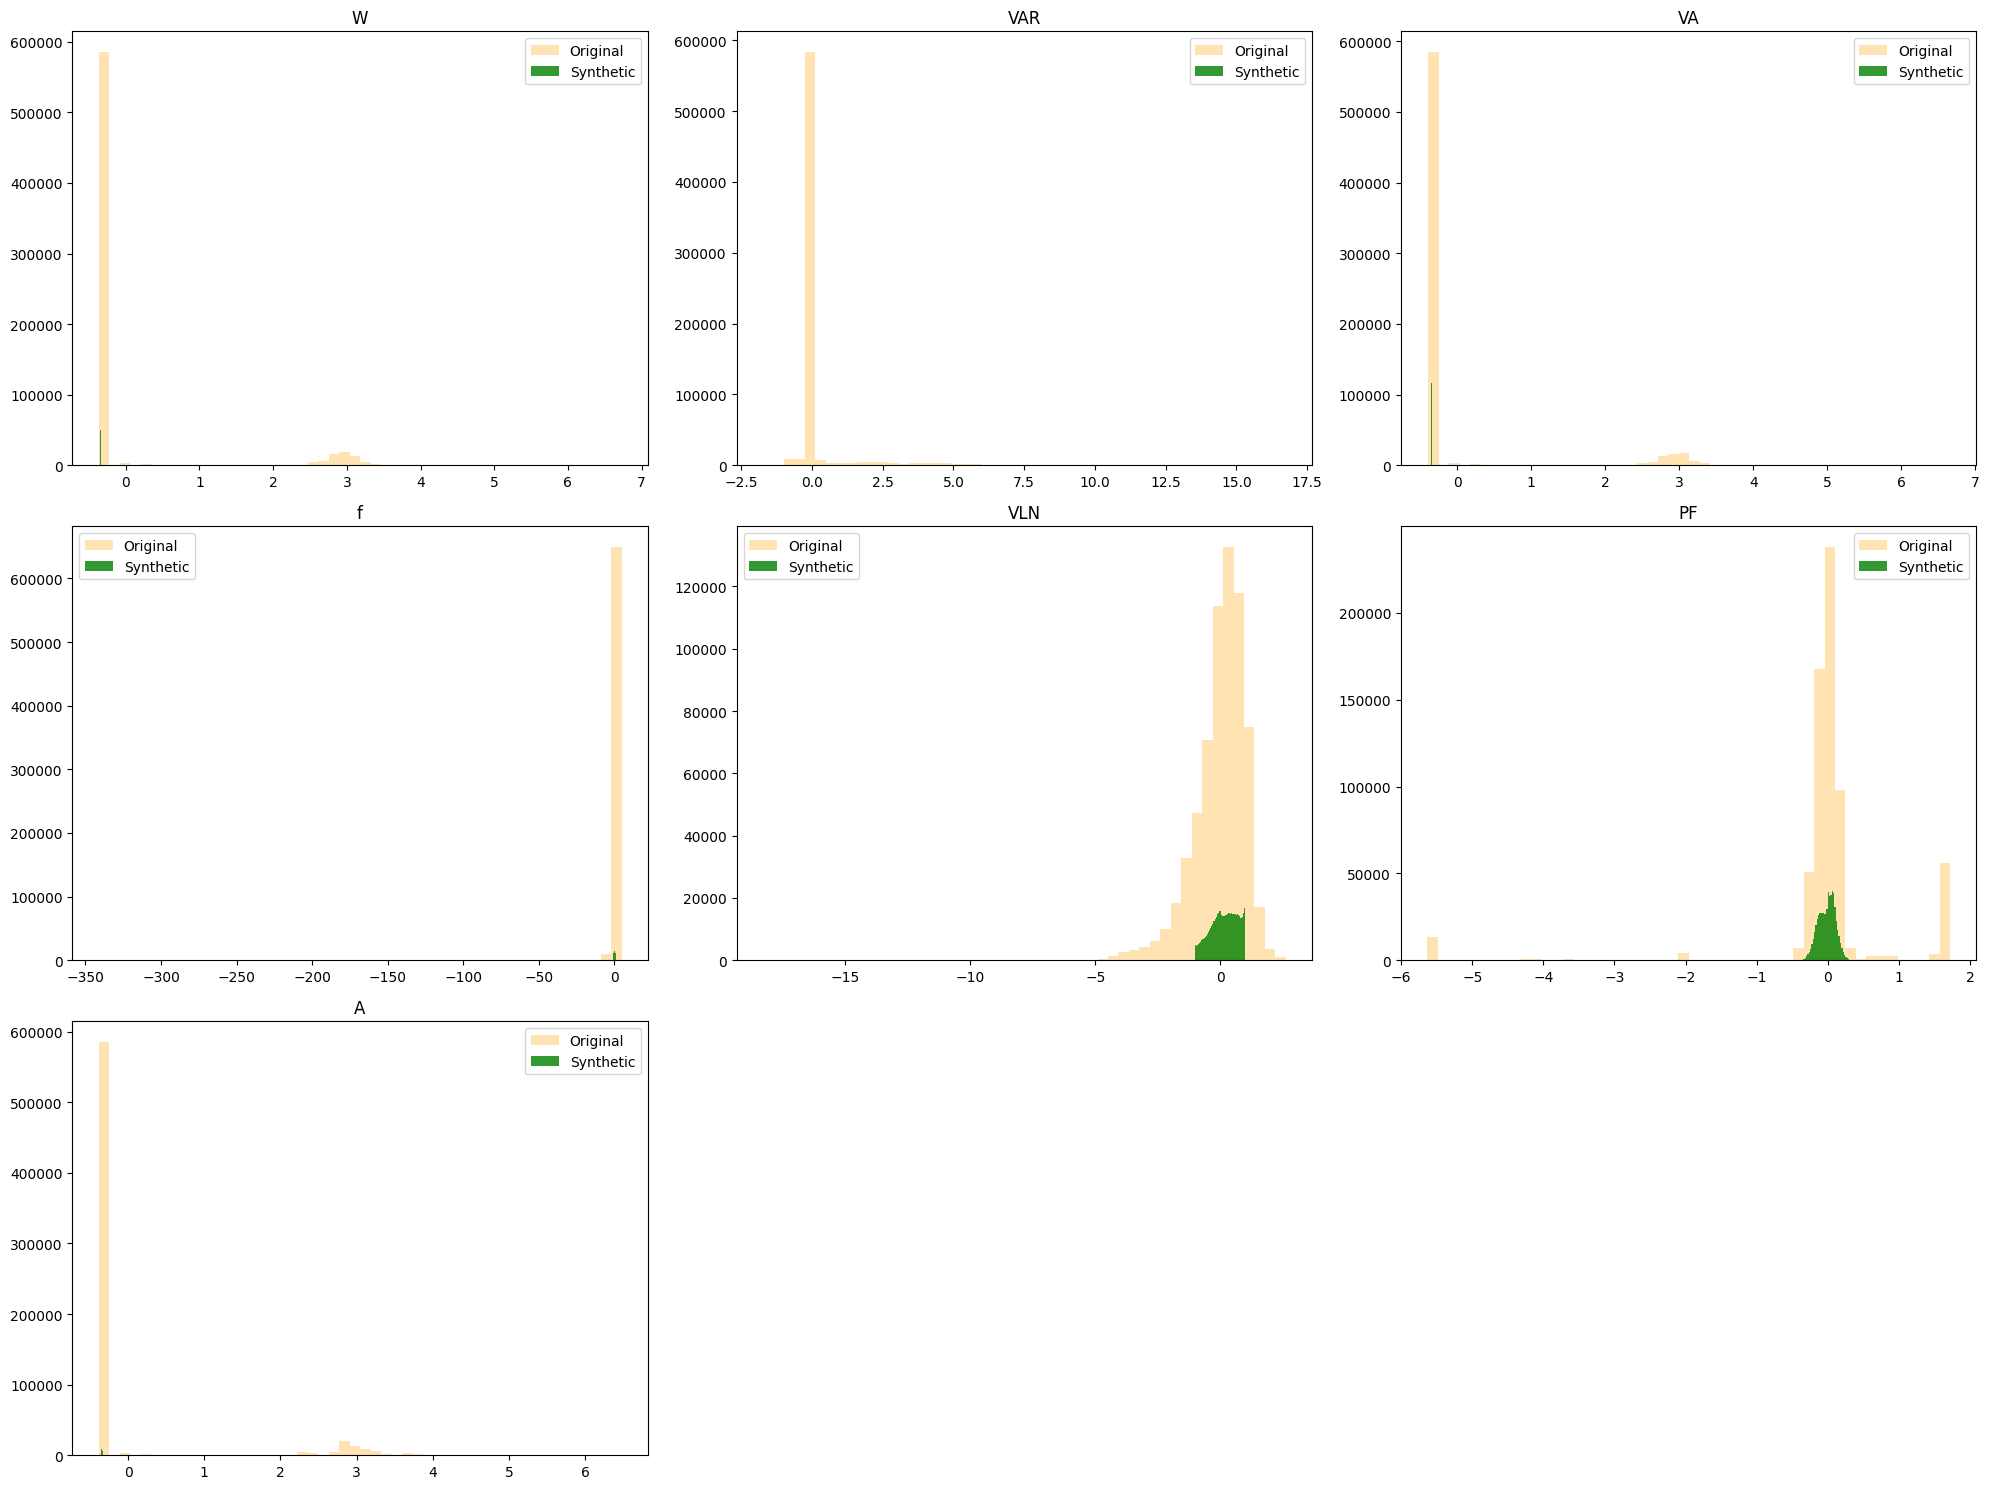 W
600000
500000
400000
300000
200000
100000
0
0 1 2 3 4 5 6 7
Original
Synthetic
VAR
600000
500000
400000
300000
200000
100000
0
−2.5 0.0 2.5 5.0 7.5 10.0 12.5 15.0 17.5
Original
Synthetic
VA
600000
500000
400000
300000
200000
100000
0
0 1 2 3 4 5 6 7
Original
Synthetic
f
600000
500000
400000
300000
200000
100000
0
−350 −300 −250 −200 −150 −100 −50 0
Original
Synthetic
VLN
120000
100000
80000
60000
40000
20000
0
−15 −10 −5 0
Original
Synthetic
PF
200000
150000
100000
50000
0
−6 −5 −4 −3 −2 −1 0 1 2
Original
Synthetic
A
600000
500000
400000
300000
200000
100000
0
0 1 2 3 4 5 6
Original
Synthetic